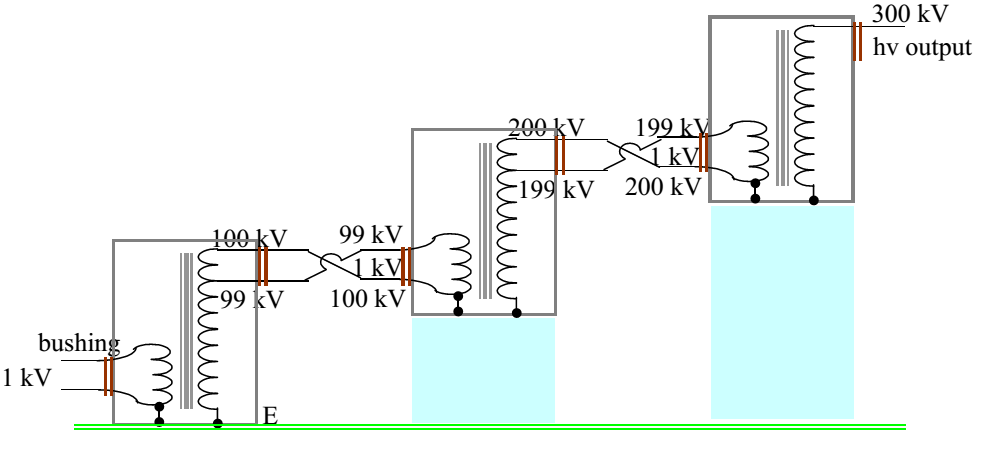 300 kV
hv output
200 kV
199 kV
1 kV
199 kV
200 kV
100 kV
99 kV
1 kV
99 kV
100 kV
bushing
1 kV
E